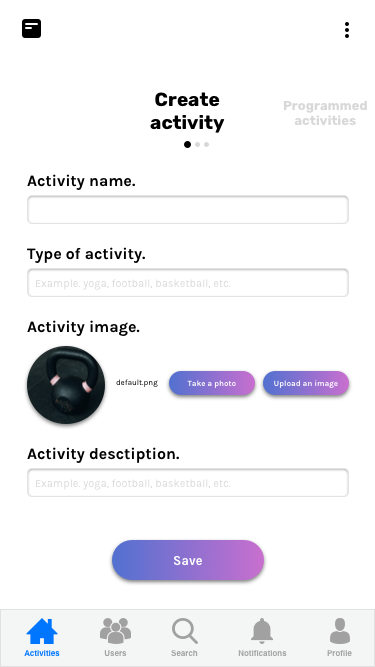 Create
activity
Programmed
activities
Activity name.
Type of activity.
Example. yoga, football, basketball, etc.
Activity image.
default.png
Take a photo
Upload an image
Activity desctiption.
Example. yoga, football, basketball, etc.
Save
Activities
Users
Search
Notifications
Profile